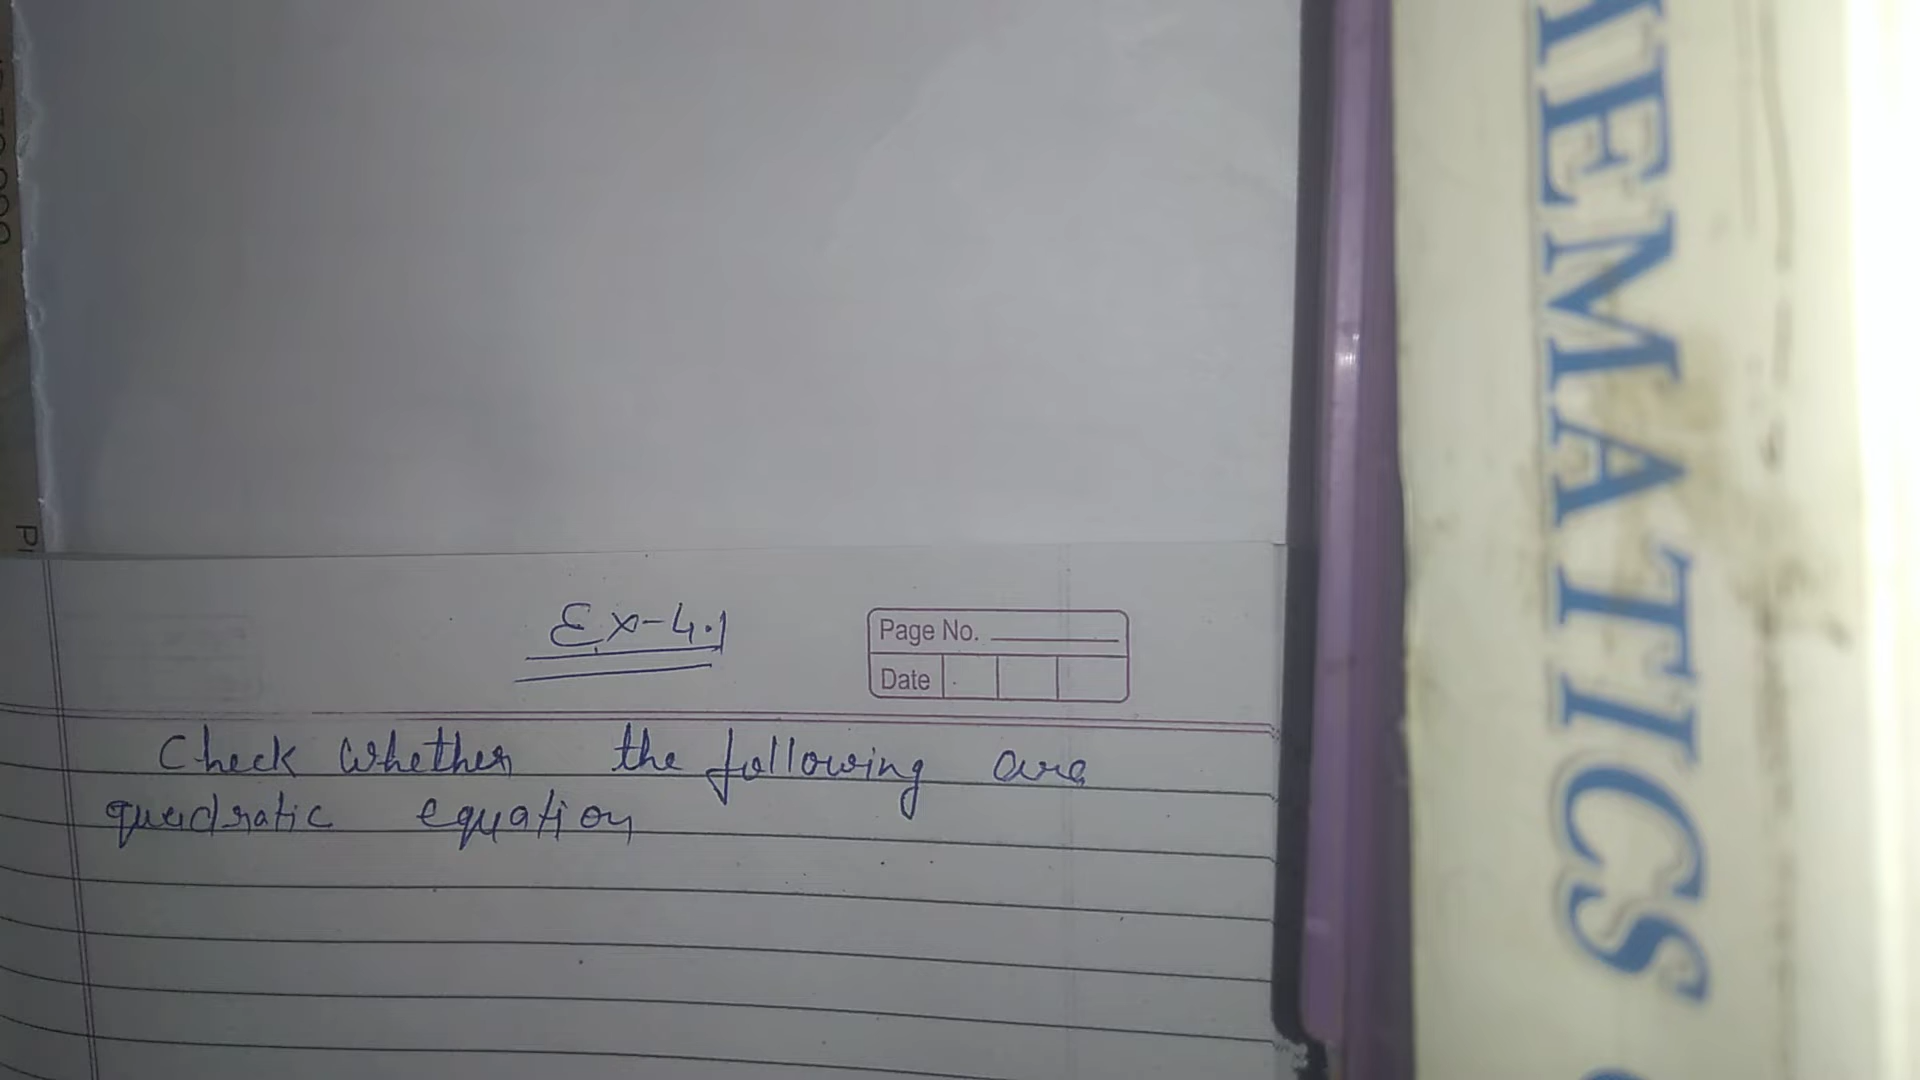 Ex-4.1
Page No.
Date
Check whether the following are
quadratic equation
HEMATICS